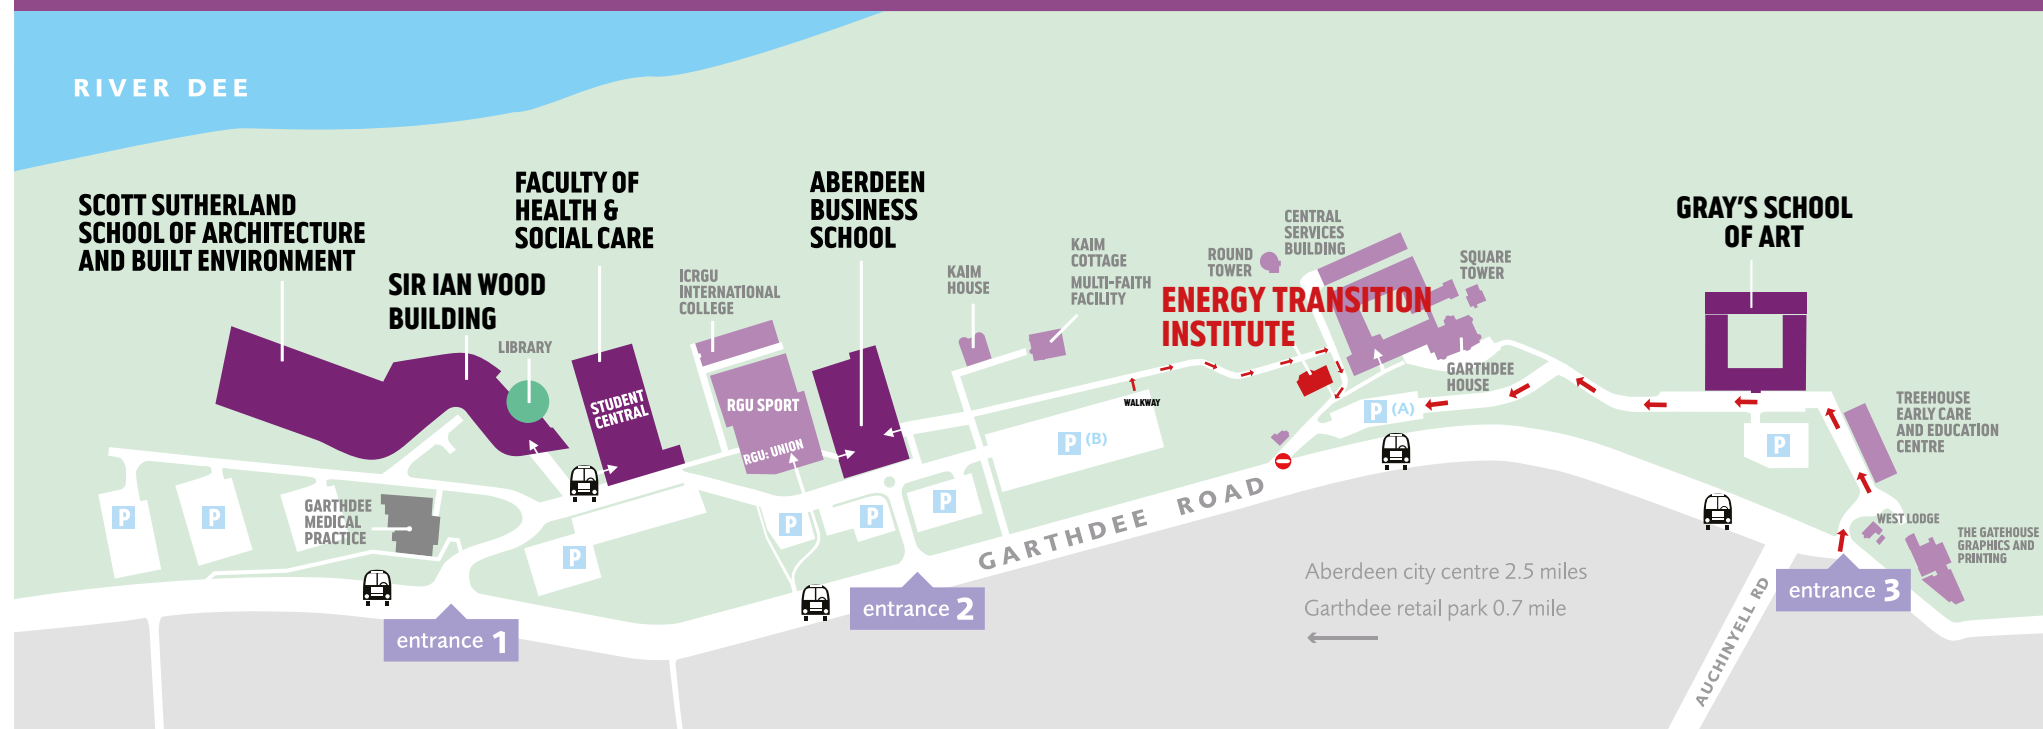 RIVER DEE
SCOTT SUTHERLAND
SCHOOL OF ARCHITECTURE
AND BUILT ENVIRONMENT
SIR IAN WOOD
BUILDING
LIBRARY
FACULTY OF
HEALTH &
SOCIAL CARE
STUDENT
CENTRAL
ICRGU
INTERNATIONAL
COLLEGE
RGU SPORT
RGU: UNION
ABERDEEN
BUSINESS
SCHOOL
KAIM
HOUSE
KAIM
COTTAGE
MULTI-FAITH
FACILITY
WALKWAY
ROUND
TOWER
CENTRAL
SERVICES
BUILDING
ENERGY TRANSITION
INSTITUTE
SQUARE
TOWER
GARTHDEE
HOUSE
GRAY'S SCHOOL
OF ART
TREEHOUSE
EARLY CARE
AND EDUCATION
CENTRE
WEST LODGE
THE GATEHOUSE
GRAPHICS AND
PRINTING
GARTHDEE
MEDICAL
PRACTICE
P
P
P
P
P
P
P
P (B)
P (A)
P
GARTHDEE ROAD
AUCHINYELL RD
entrance 1
entrance 2
entrance 3
Aberdeen city centre 2.5 miles
Garthdee retail park 0.7 mile